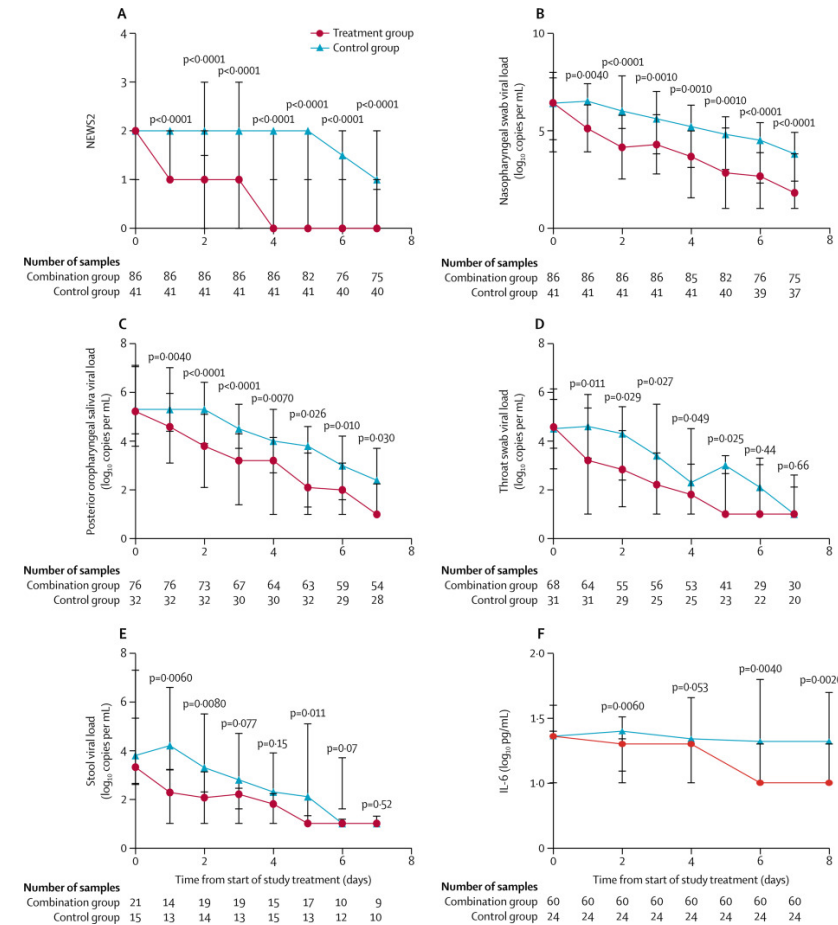 A
4
3
2
1
0
NEWS2
Treatment group
Control group
p<0·0001
p<0·0001
p<0·0001
p<0·0001
p<0·0001
p<0·0001
p<0·0001
0 2 4 6 8
Number of samples
Combination group 86 86 86 86 86 82 76 75
Control group 41 41 41 41 41 41 40 40
B
10
5
0
Nasopharyngeal swab viral load
(log₁₀ copies per mL)
p=0·0040
p<0·0001
p=0·0010
p=0·0010
p=0·0010
p<0·0001
p<0·0001
0 2 4 6 8
Combination group 86 86 86 86 85 82 76 75
Control group 41 41 41 41 41 40 39 37
C
8
6
4
2
0
Posterior oropharyngeal saliva viral load
(log₁₀ copies per mL)
p=0·0040
p<0·0001
p<0·0001
p=0·0070
p=0·026
p=0·010
p=0·030
0 2 4 6 8
Number of samples
Combination group 76 76 73 67 64 63 59 54
Control group 32 32 32 30 30 32 29 28
D
8
6
4
2
0
Throat swab viral load
(log₁₀ copies per mL)
p=0·011
p=0·029
p=0·027
p=0·049
p=0·025
p=0·44
p=0·66
0 2 4 6 8
Number of samples
Combination group 68 64 55 56 53 41 29 30
Control group 31 31 29 25 25 23 22 20
E
8
6
4
2
0
Stool viral load
(log₁₀ copies per mL)
p=0·0060
p=0·0080
p=0·077
p=0·15
p=0·011
p=0·07
p=0·52
0 2 4 6 8
Time from start of study treatment (days)
Number of samples
Combination group 21 14 19 19 15 17 10 9
Control group 15 13 14 13 15 13 12 10
F
2·0
1·5
1·0
0
IL-6 (log₁₀ pg/mL)
p=0·0060
p=0·053
p=0·0040
p=0·0020
0 2 4 6 8
Time from start of study treatment (days)
Number of samples
Combination group 60 60 60 60 60
Control group 24 24 24 24 24